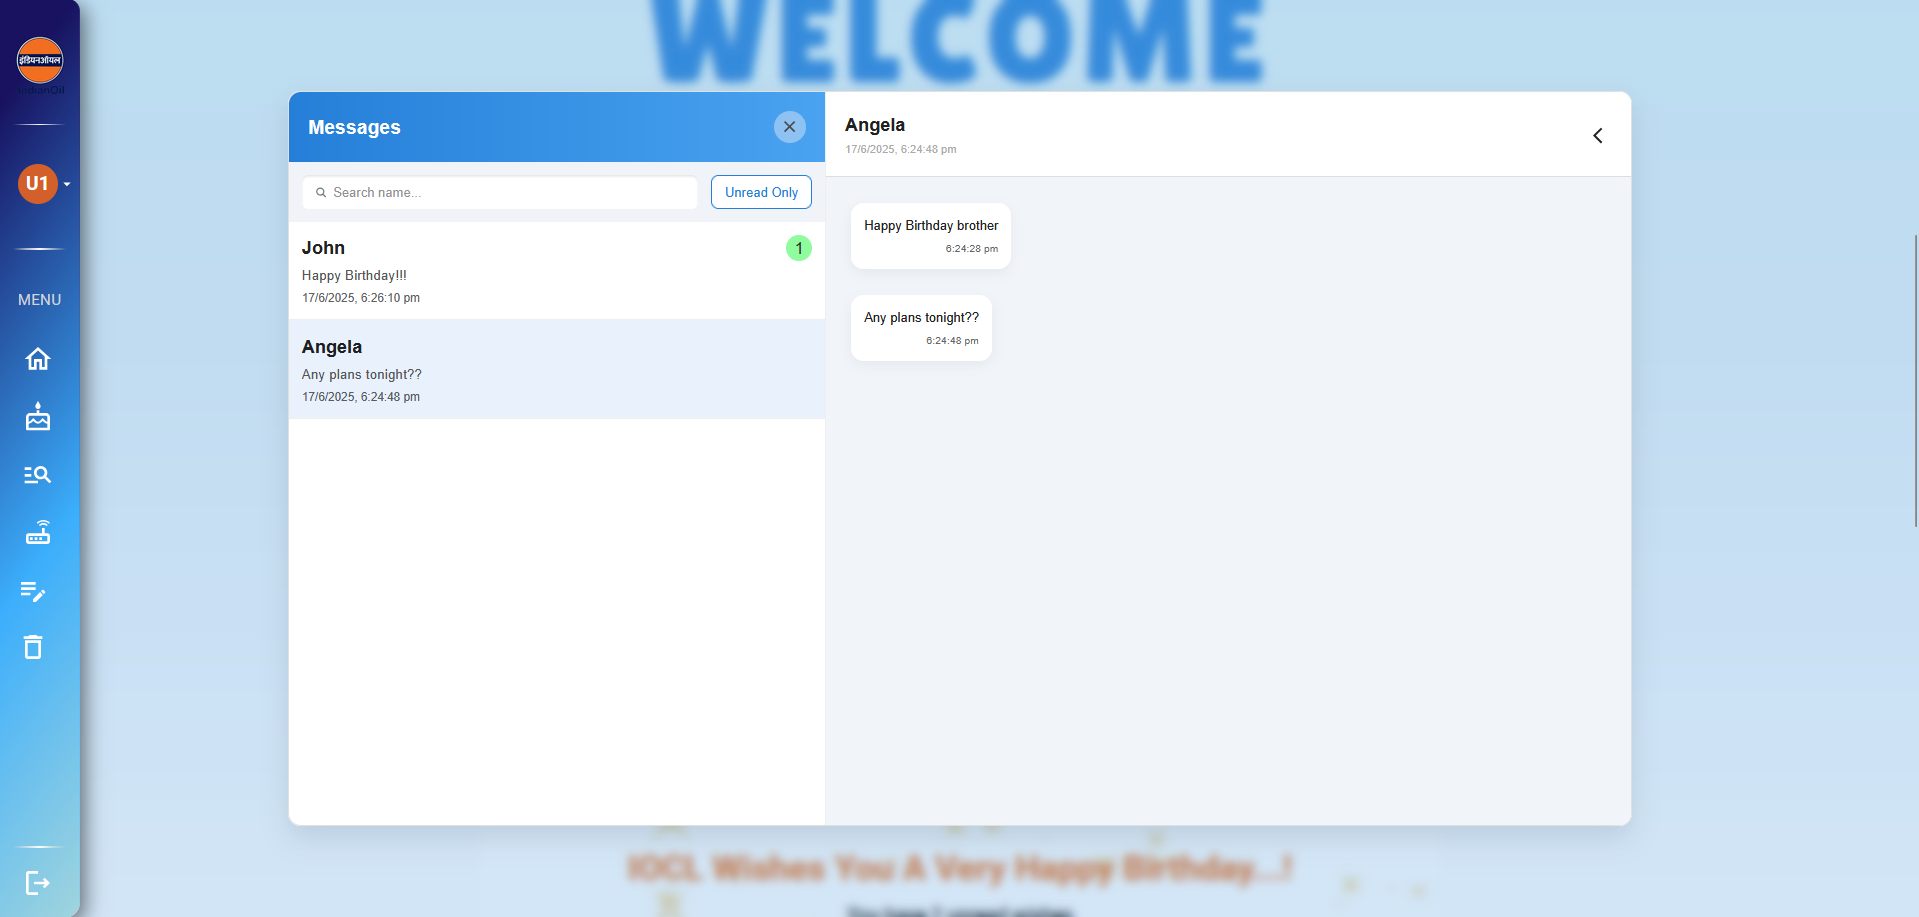 WELCOME
इंडियनऑयल
IndianOil
U1
MENU
Messages
Search name...
Unread Only
John
1
Happy Birthday!!!
17/6/2025, 6:26:10 pm
Angela
Any plans tonight??
17/6/2025, 6:24:48 pm
Angela
17/6/2025, 6:24:48 pm
Happy Birthday brother
6:24:28 pm
Any plans tonight??
6:24:48 pm
IOCL Wishes You A Very Happy Birthday...!